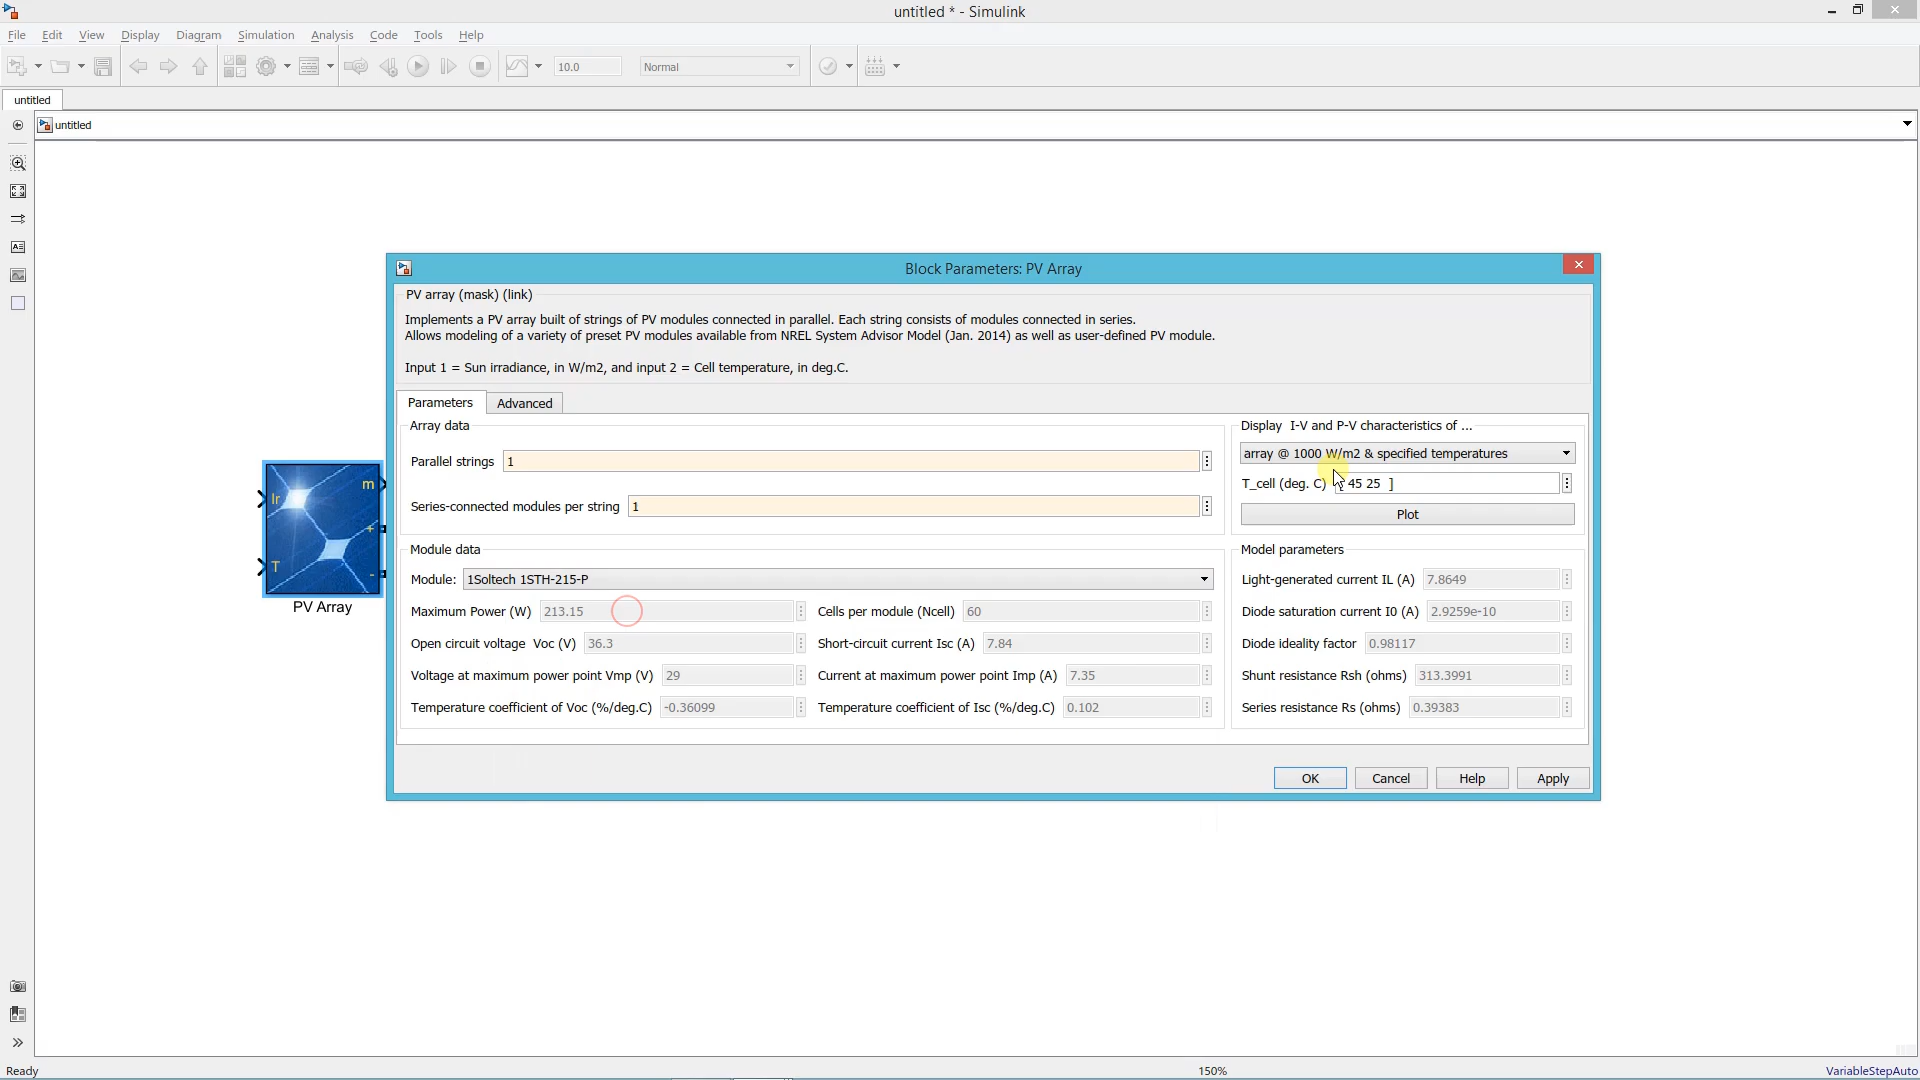 untitled * - Simulink
File Edit View Display Diagram Simulation Analysis Code Tools Help
10.0 Normal
untitled
untitled
Block Parameters: PV Array
PV array (mask) (link)
Implements a PV array built of strings of PV modules connected in parallel. Each string consists of modules connected in series.
Allows modeling of a variety of preset PV modules available from NREL System Advisor Model (Jan. 2014) as well as user-defined PV module.
Input 1 = Sun irradiance, in W/m2, and input 2 = Cell temperature, in deg.C.
Parameters Advanced
Array data
Parallel strings 1
Series-connected modules per string 1
Display I-V and P-V characteristics of ...
array @ 1000 W/m2 & specified temperatures
T_cell (deg. C) [ 45 25 ]
Plot
Module data
Module: 1Soltech 1STH-215-P
Maximum Power (W) 213.15 Cells per module (Ncell) 60
Open circuit voltage Voc (V) 36.3 Short-circuit current Isc (A) 7.84
Voltage at maximum power point Vmp (V) 29 Current at maximum power point Imp (A) 7.35
Temperature coefficient of Voc (%/deg.C) -0.36099 Temperature coefficient of Isc (%/deg.C) 0.102
Model parameters
Light-generated current IL (A) 7.8649
Diode saturation current I0 (A) 2.9259e-10
Diode ideality factor 0.98117
Shunt resistance Rsh (ohms) 313.3991
Series resistance Rs (ohms) 0.39383
OK Cancel Help Apply
Ir m
+
T -
PV Array
Ready 150% VariableStepAuto